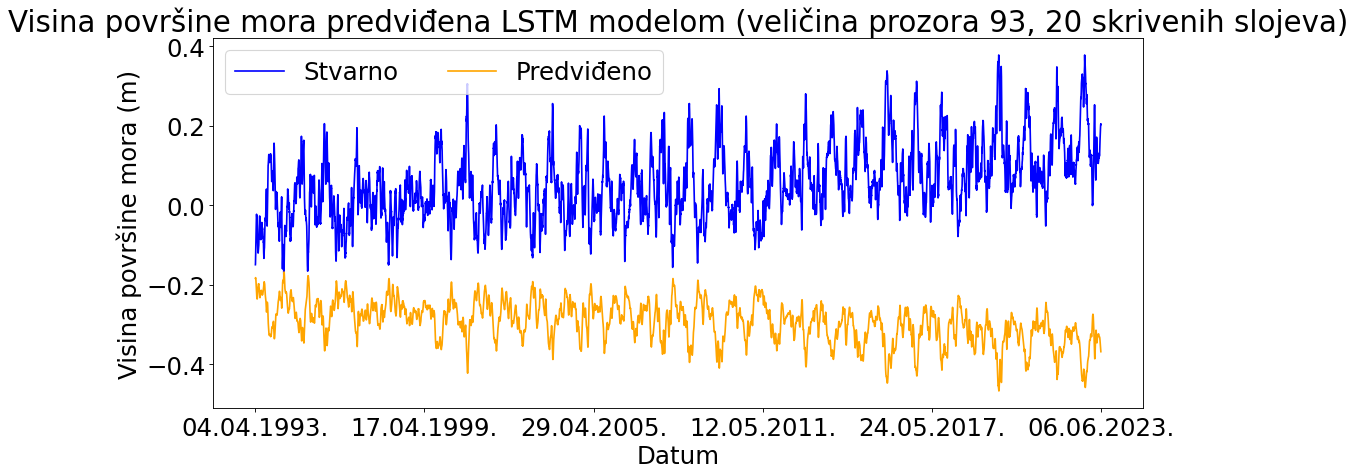 Visina površine mora predviđena LSTM modelom (veličina prozora 93, 20 skrivenih slojeva)
Stvarno
Predviđeno
Visina površine mora (m)
0.4
0.2
0.0
−0.2
−0.4
04.04.1993.
17.04.1999.
29.04.2005.
12.05.2011.
24.05.2017.
06.06.2023.
Datum